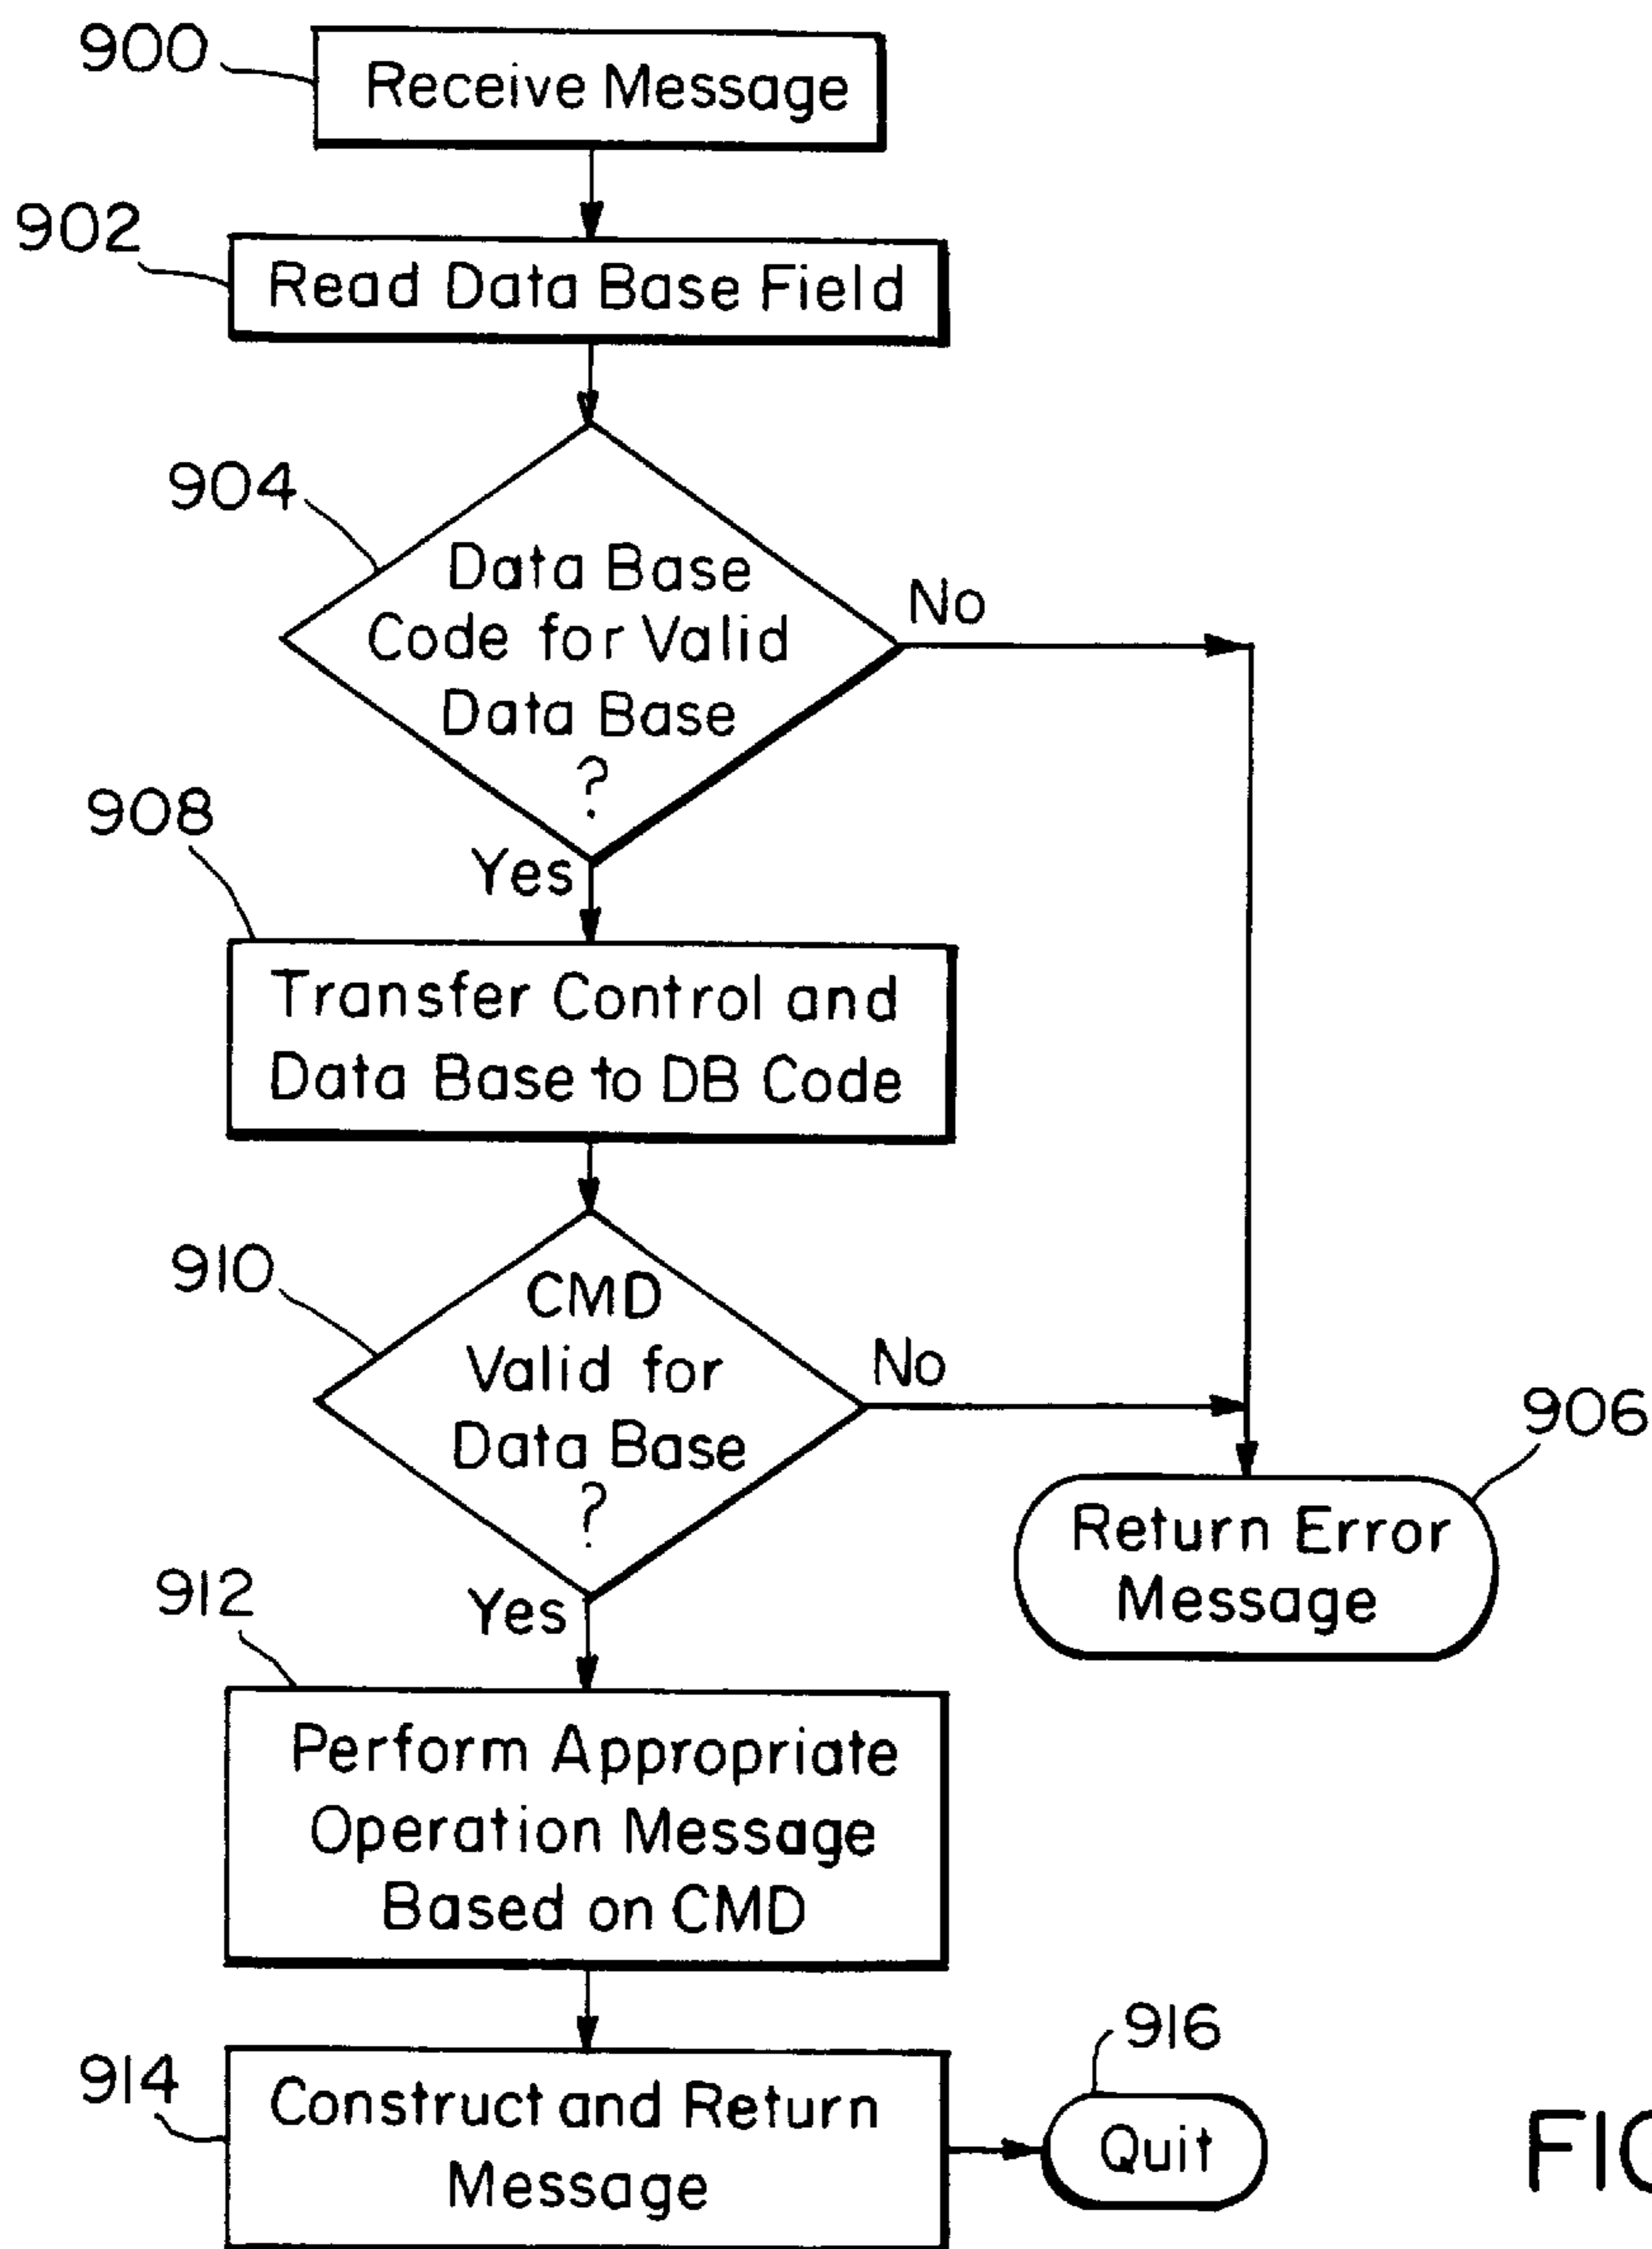 900
Receive Message
902
Read Data Base Field
904
Data Base
Code for Valid
Data Base
?
No
Yes
908
Transfer Control and
Data Base to DB Code
910
CMD
Valid for
Data Base
?
No
Yes
906
Return Error
Message
912
Perform Appropriate
Operation Message
Based on CMD
914
Construct and Return
Message
916
Quit